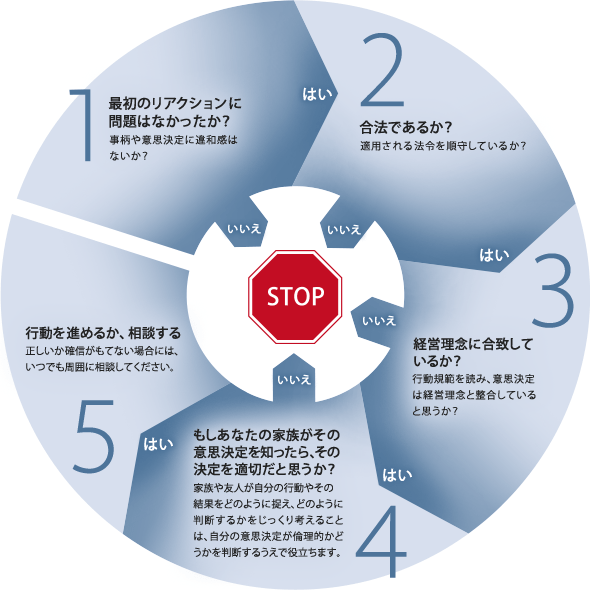 1
最初のリアクションに
問題はなかったか?
事柄や意思決定に違和感は
ないか?
はい
いいえ
2
合法であるか?
適用される法令を順守しているか?
はい
いいえ
3
経営理念に合致して
いるか?
行動規範を読み、意思決定
は経営理念と整合している
と思うか?
はい
いいえ
4
もしあなたの家族がその
意思決定を知ったら、その
決定を適切だと思うか?
家族や友人が自分の行動やその
結果をどのように捉え、どのように
判断するかをじっくり考えること
は、自分の意思決定が倫理的かど
うかを判断するうえで役立ちます。
はい
いいえ
5
行動を進めるか、相談する
正しいか確信がもてない場合には、
いつでも周囲に相談してください。
STOP